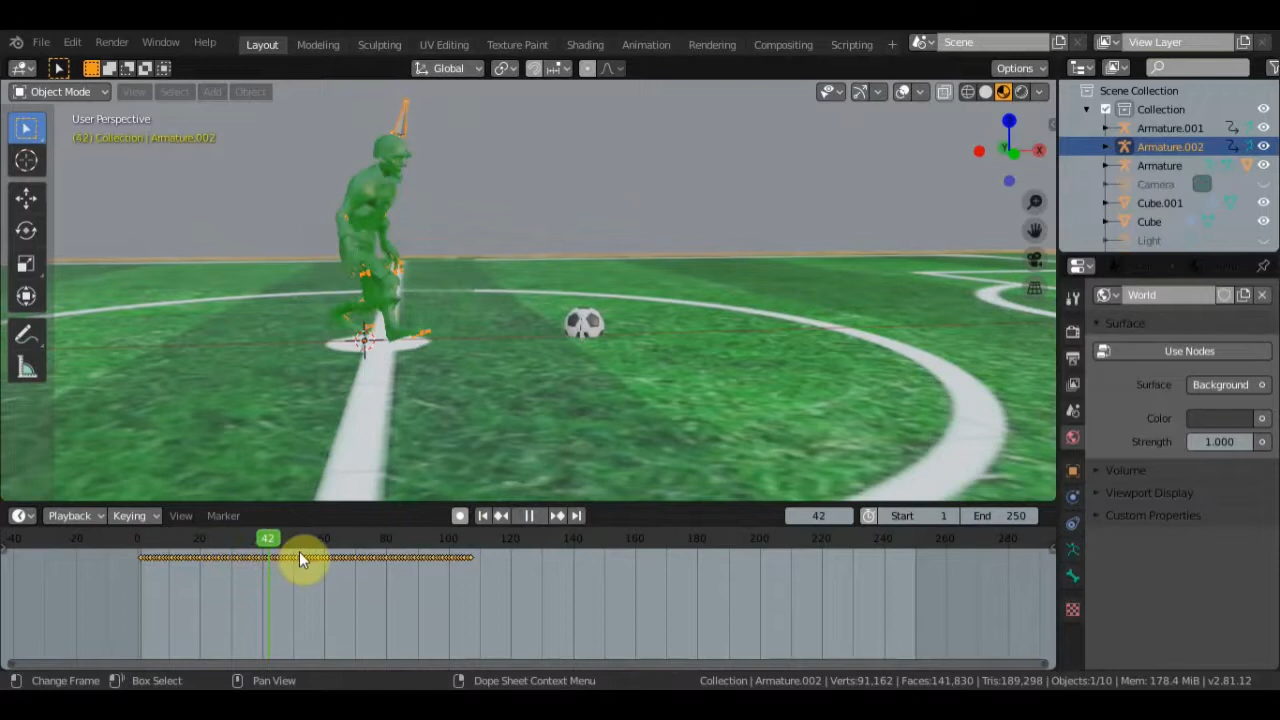 File Edit Render Window Help Layout Modeling Sculpting UV Editing Texture Paint Shading Animation Rendering Compositing Scripting + Scene View Layer
Global Options
Object Mode View Select Add Object
Scene Collection
User Perspective
(42) Collection | Armature.002
Collection
Armature.001
Armature.002
Armature
Camera
Cube.001
Cube
Light
Z
Y X
World
Surface
Use Nodes
Surface Background
Color
Strength 1.000
Volume
Viewport Display
Custom Properties
Playback Keying View Marker 42 Start 1 End 250
-40 0 20 42 60 80 100 120 140 160 180 200 220 240 260 280
Change Frame Box Select Pan View Dope Sheet Context Menu Collection | Armature.002 | Verts:91,162 | Faces:141,830 | Tris:189,298 | Objects:1/10 | Mem: 178.4 MiB | v2.81.12